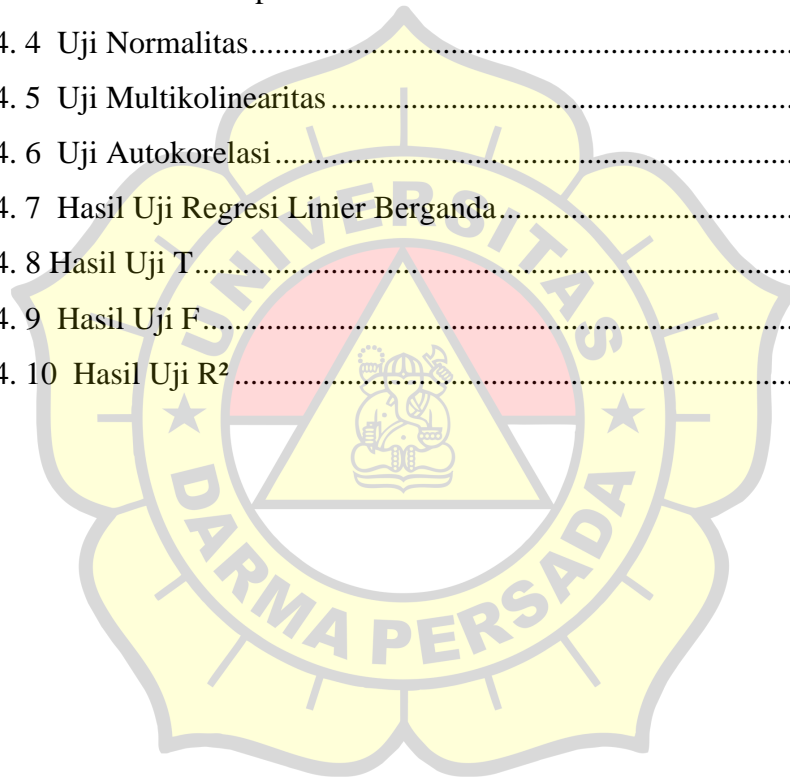 4. 4 Uji Normalitas................................................................
4. 5 Uji Multikolinearitas................................................................
4. 6 Uji Autokorelasi................................................................
4. 7 Hasil Uji Regresi Linier Berganda................................................................
4. 8 Hasil Uji T................................................................
4. 9 Hasil Uji F................................................................
4. 10 Hasil Uji R²................................................................
UNIVERSITAS
DARMA PERSADA